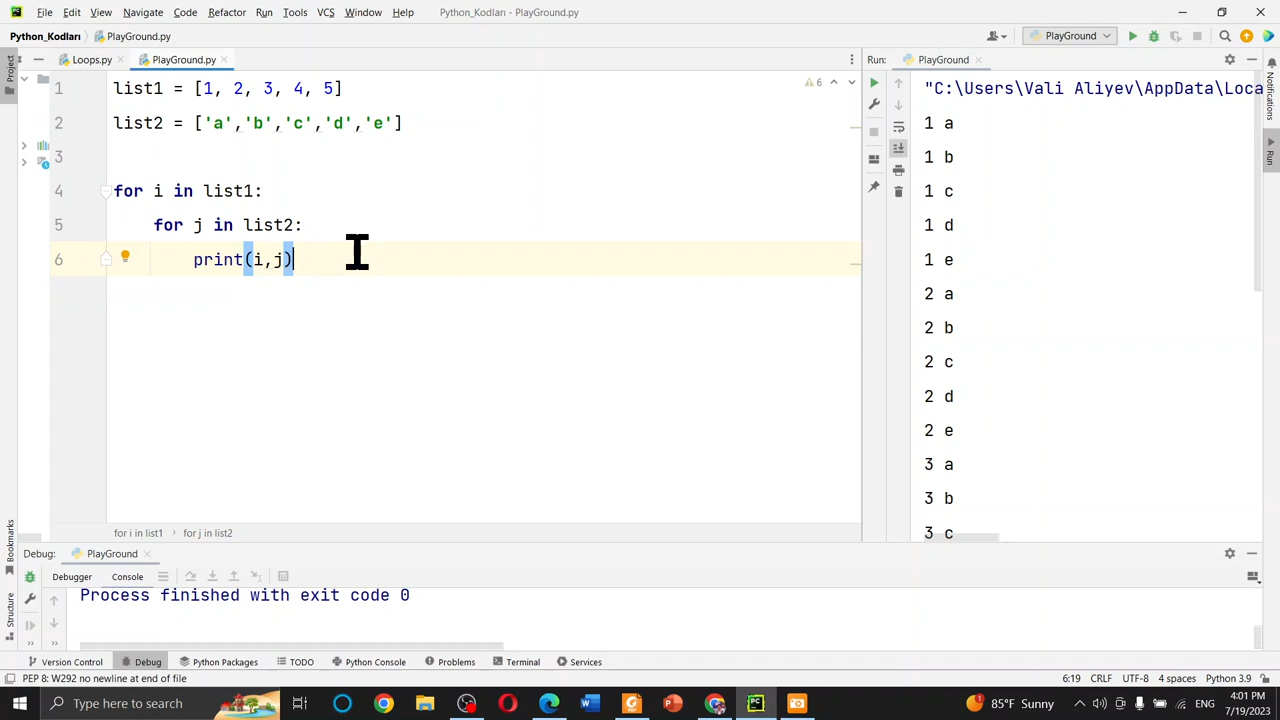 File Edit View Navigate Code Refactor Run Tools VCS Window Help Python_Kodları - PlayGround.py
Python_Kodları PlayGround.py PlayGround
Project Loops.py PlayGround.py Run: PlayGround Notifications
1 list1 = [1, 2, 3, 4, 5] 6
2 list2 = ['a','b','c','d','e']
3
4 for i in list1:
5 for j in list2:
6 print(i,j)
for i in list1 for j in list2
"C:\Users\Vali Aliyev\AppData\Loca
1 a
1 b
1 c
1 d
1 e
2 a
2 b
2 c
2 d
2 e
3 a
3 b
3 c
Run
Bookmarks
Structure
Debug: PlayGround
Debugger Console
Process finished with exit code 0
Version Control Debug Python Packages TODO Python Console Problems Terminal Services
PEP 8: W292 no newline at end of file 6:19 CRLF UTF-8 4 spaces Python 3.9
Type here to search 85°F Sunny ENG 4:01 PM
7/19/2023